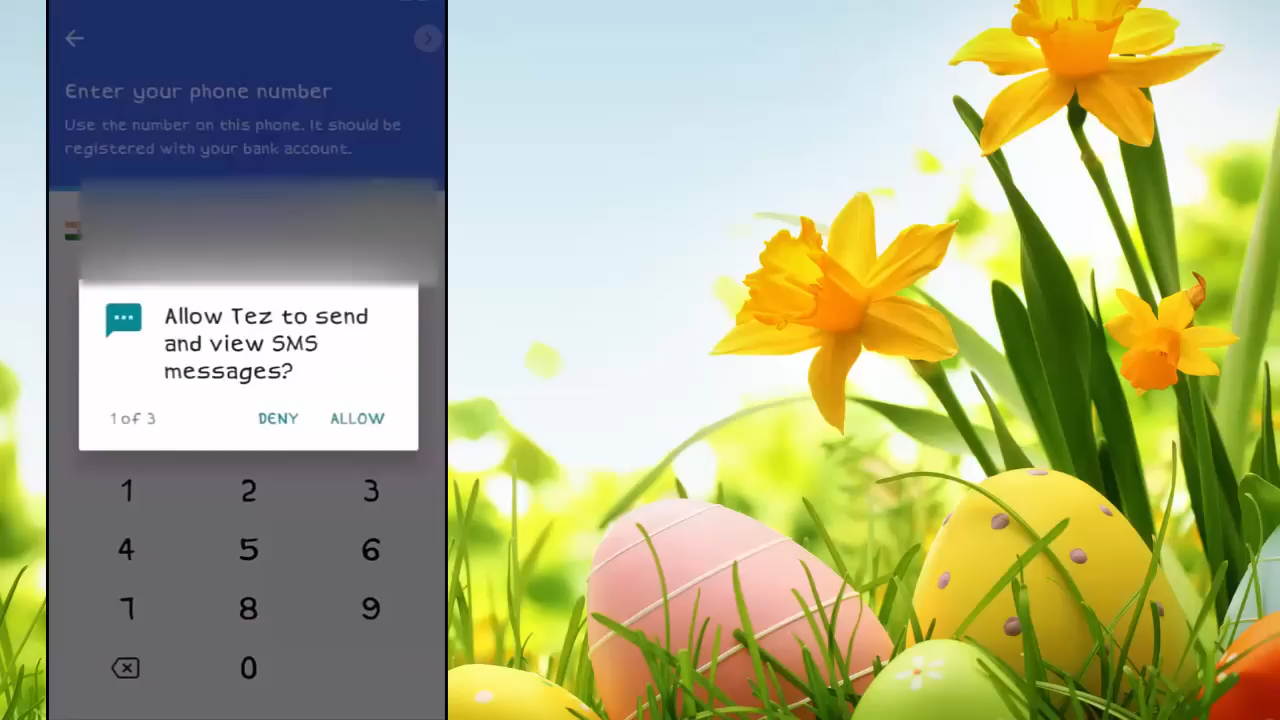 Enter your phone number
Use the number on this phone. It should be
registered with your bank account.
Allow Tez to send
and view SMS
messages?
1 of 3 DENY ALLOW
1 2 3
4 5 6
7 8 9
0